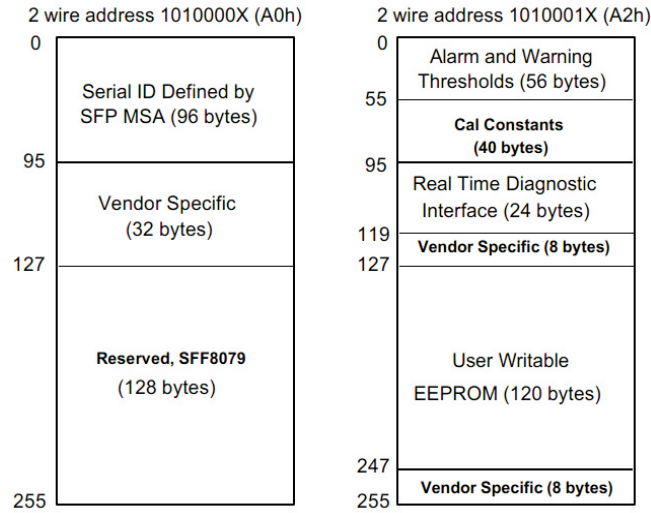 2 wire address 1010000X (A0h)
0
Serial ID Defined by
SFP MSA (96 bytes)
95
Vendor Specific
(32 bytes)
127
Reserved, SFF8079
(128 bytes)
255
2 wire address 1010001X (A2h)
0
Alarm and Warning
Thresholds (56 bytes)
55
Cal Constants
(40 bytes)
95
Real Time Diagnostic
Interface (24 bytes)
119
Vendor Specific (8 bytes)
127
User Writable
EEPROM (120 bytes)
247
Vendor Specific (8 bytes)
255